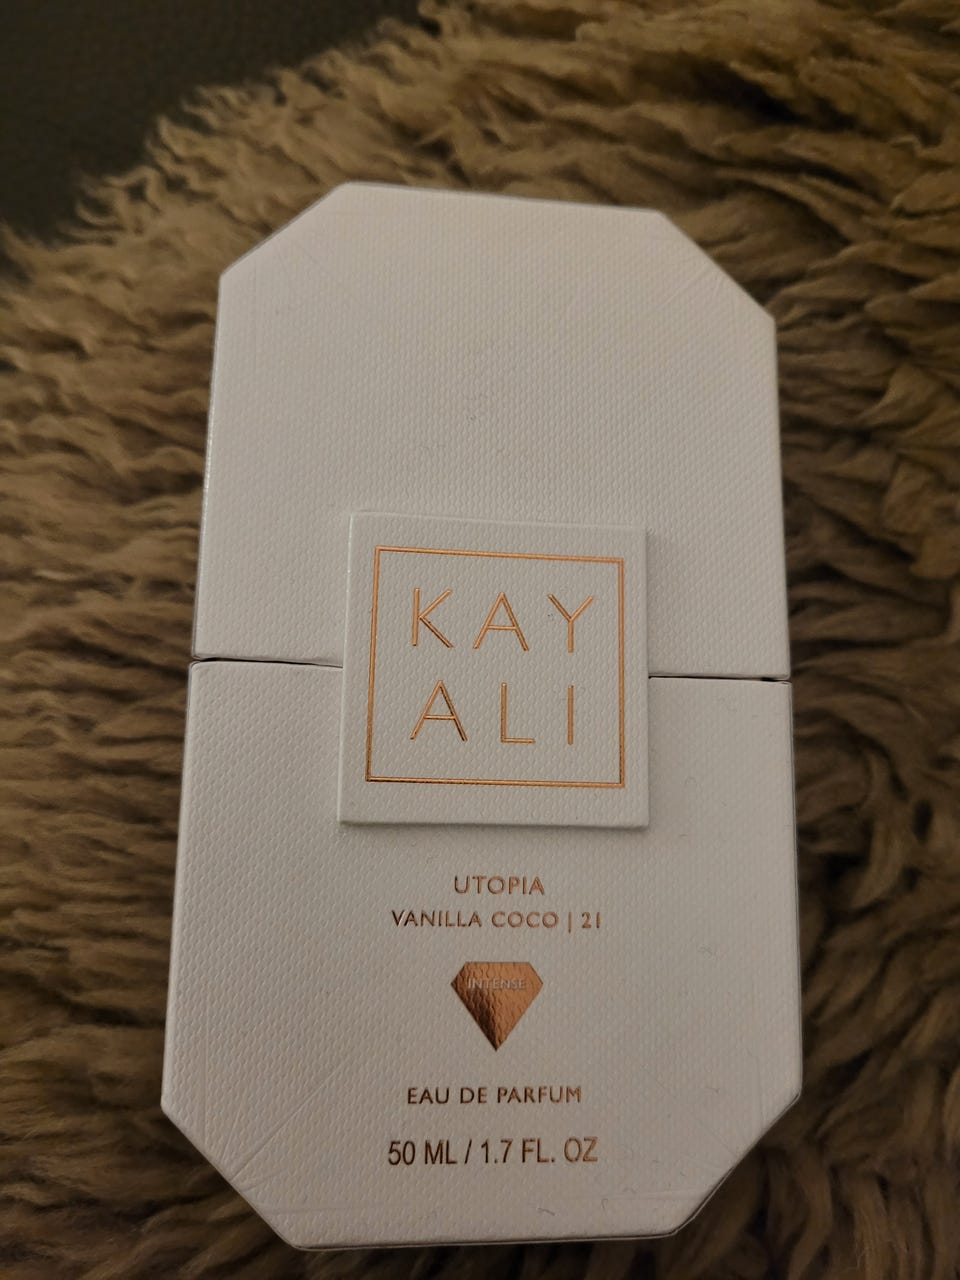 KAY
ALI
UTOPIA
VANILLA COCO | 21
INTENSE
EAU DE PARFUM
50 ML / 1.7 FL. OZ